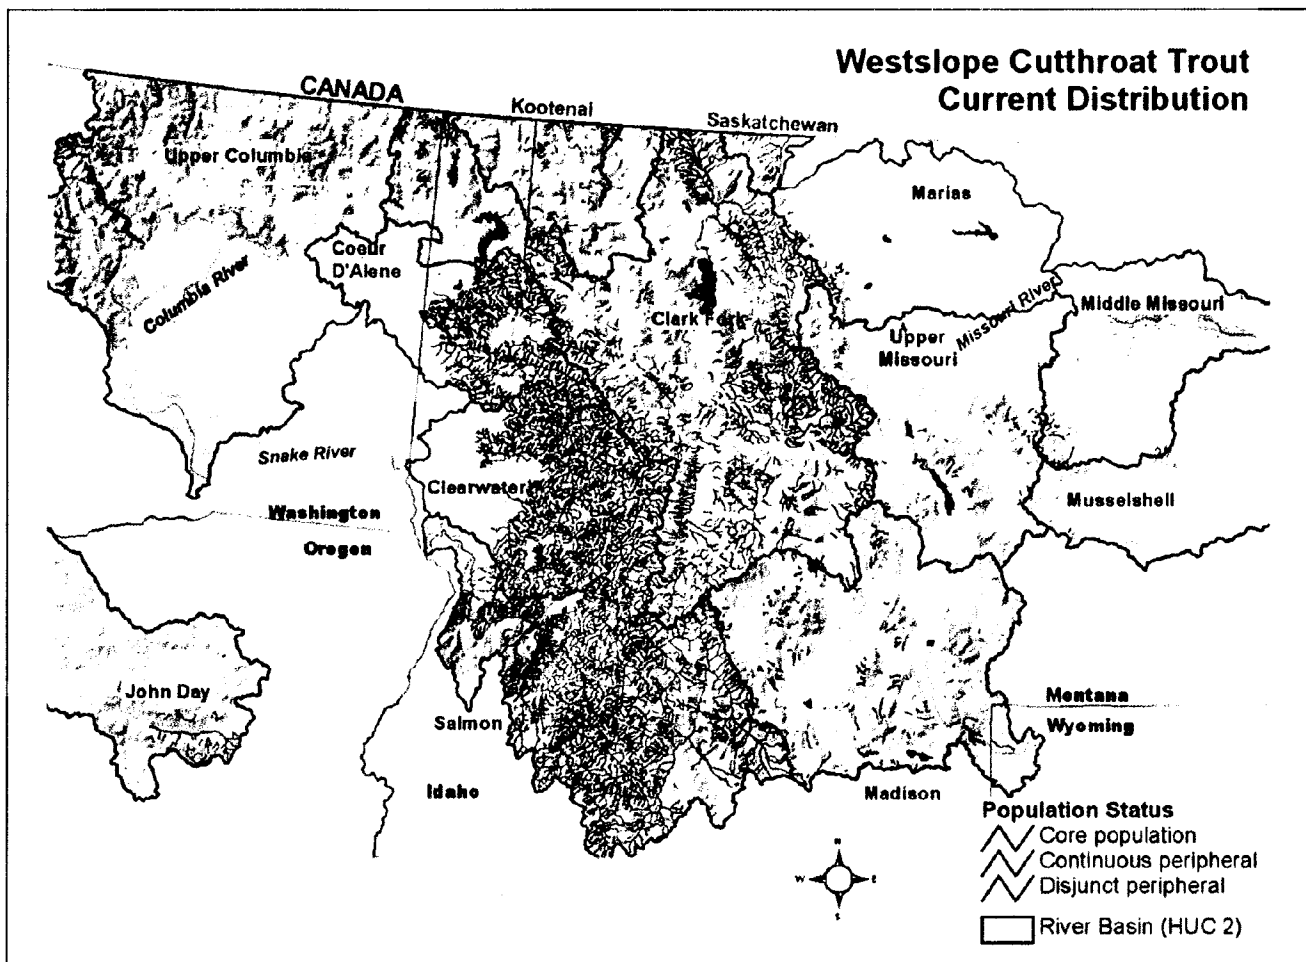 Westslope Cutthroat Trout
Current Distribution
CANADA
Kootenai
Saskatchewan
Upper Columbia
Marias
Coeur
D'Alene
Columbia River
Clark Fork
Missouri River
Middle Missouri
Upper
Missouri
Snake River
Clearwater
Musselshell
Washington
Oregon
John Day
Salmon
Montana
Wyoming
Idaho
Madison
Population Status
Core population
Continuous peripheral
Disjunct peripheral
River Basin (HUC 2)
N
W
E
S